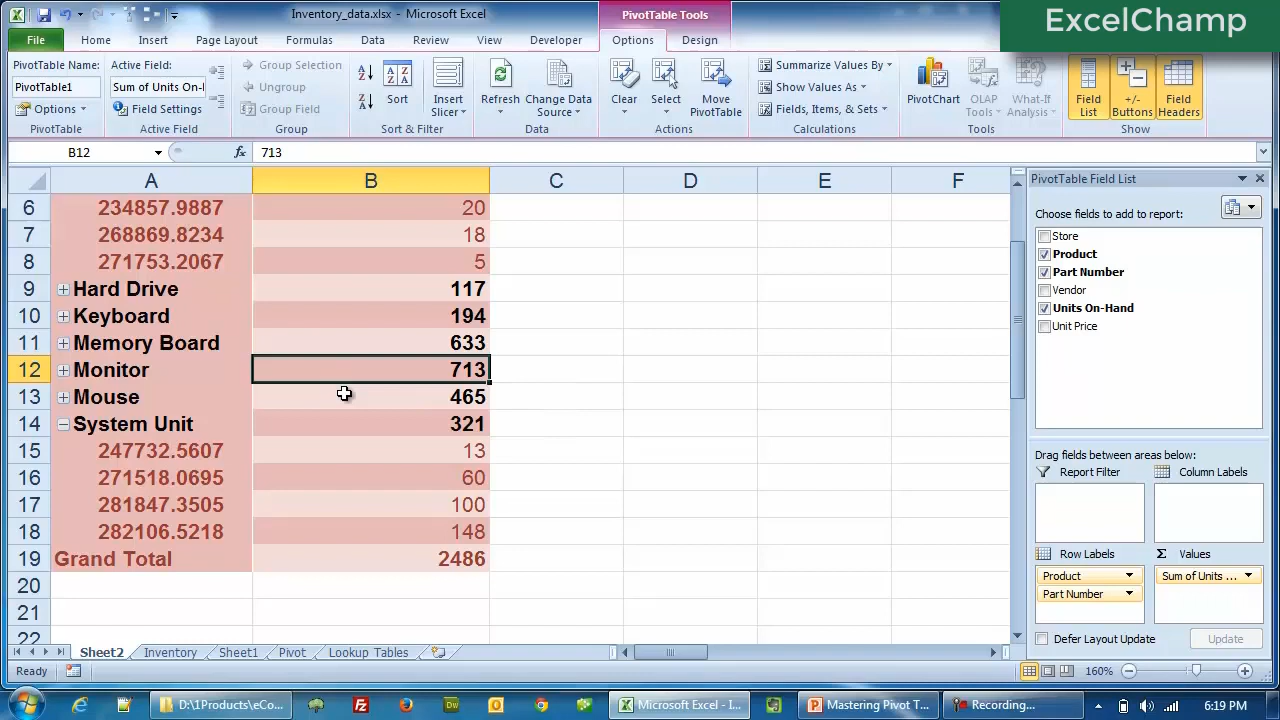 Inventory_data.xlsx - Microsoft Excel
PivotTable Tools
ExcelChamp
File Home Insert Page Layout Formulas Data Review View Developer Options Design
PivotTable Name:
PivotTable1
Options
PivotTable
Active Field:
Sum of Units On-H
Field Settings
Active Field
Group Selection
Ungroup
Group Field
Group
Sort
Sort & Filter
Insert Slicer
Refresh
Change Data Source
Data
Clear
Select
Move PivotTable
Actions
Summarize Values By
Show Values As
Fields, Items, & Sets
Calculations
PivotChart
OLAP Tools
What-If Analysis
Tools
Field List
+/- Buttons
Field Headers
Show
B12 fx 713
A B C D E F
6 234857.9887 20
7 268869.8234 18
8 271753.2067 5
9 Hard Drive 117
10 Keyboard 194
11 Memory Board 633
12 Monitor 713
13 Mouse 465
14 System Unit 321
15 247732.5607 13
16 271518.0695 60
17 281847.3505 100
18 282106.5218 148
19 Grand Total 2486
20
21
22
PivotTable Field List
Choose fields to add to report:
Store
Product
Part Number
Vendor
Units On-Hand
Unit Price
Drag fields between areas below:
Report Filter Column Labels
Row Labels Σ Values
Product Sum of Units ...
Part Number
Defer Layout Update Update
Sheet2 Inventory Sheet1 Pivot Lookup Tables
Ready 160%
D:\1Products\eCo... Microsoft Excel - I... Mastering Pivot T... Recording... 6:19 PM